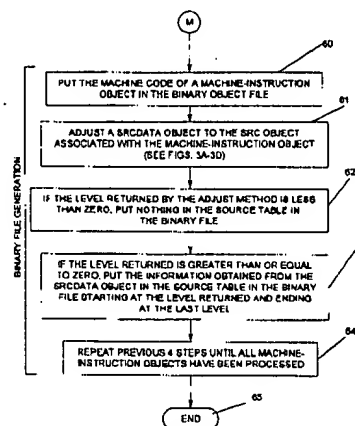 M
60
PUT THE MACHINE CODE OF A MACHINE-INSTRUCTION
OBJECT IN THE BINARY OBJECT FILE
61
ADJUST A SRCDATA OBJECT TO THE SRC OBJECT
ASSOCIATED WITH THE MACHINE-INSTRUCTION OBJECT
(SEE FIGS. 3A-3D)
62
IF THE LEVEL RETURNED BY THE ADJUST METHOD IS LESS
THAN ZERO, PUT NOTHING IN THE SOURCE TABLE IN
THE BINARY FILE
IF THE LEVEL RETURNED IS GREATER THAN OR EQUAL
TO ZERO, PUT THE INFORMATION OBTAINED FROM THE
SRCDATA OBJECT IN THE SOURCE TABLE IN THE BINARY
FILE STARTING AT THE LEVEL RETURNED AND ENDING
AT THE LAST LEVEL
64
REPEAT PREVIOUS 4 STEPS UNTIL ALL MACHINE-
INSTRUCTION OBJECTS HAVE BEEN PROCESSED
65
END
BINARY FILE GENERATION